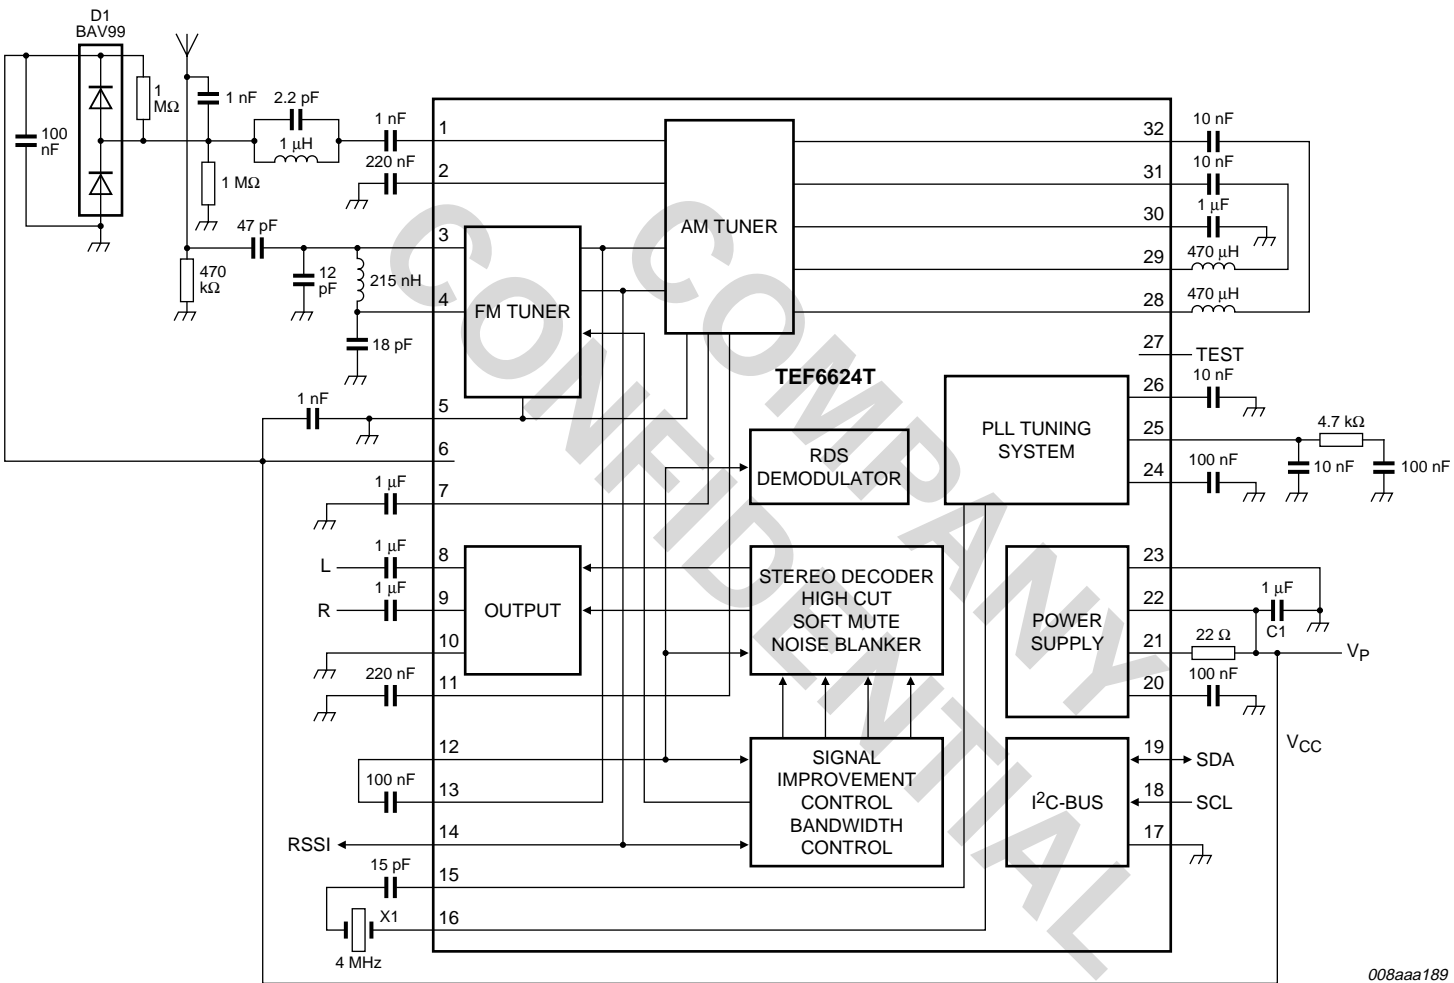 D1
BAV99
100
nF
1
MΩ
1 nF
2.2 pF
1 μH
1 nF
1
220 nF
2
1 MΩ
47 pF
3
470
kΩ
12
pF
215 nH
4
18 pF
1 nF
5
6
1 μF
7
L
1 μF
8
R
1 μF
9
10
220 nF
11
12
100 nF
13
RSSI
14
15 pF
15
X1
16
4 MHz
AM TUNER
FM TUNER
TEF6624T
RDS
DEMODULATOR
PLL TUNING
SYSTEM
OUTPUT
STEREO DECODER
HIGH CUT
SOFT MUTE
NOISE BLANKER
POWER
SUPPLY
SIGNAL
IMPROVEMENT
CONTROL
BANDWIDTH
CONTROL
I2C-BUS
32
10 nF
31
10 nF
30
1 μF
29
470 μH
28
470 μH
27
TEST
26
10 nF
25
4.7 kΩ
10 nF
100 nF
24
100 nF
23
22
1 μF
C1
21
22 Ω
VP
20
100 nF
VCC
19
SDA
18
SCL
17
COMPANY
CONFIDENTIAL
008aaa189